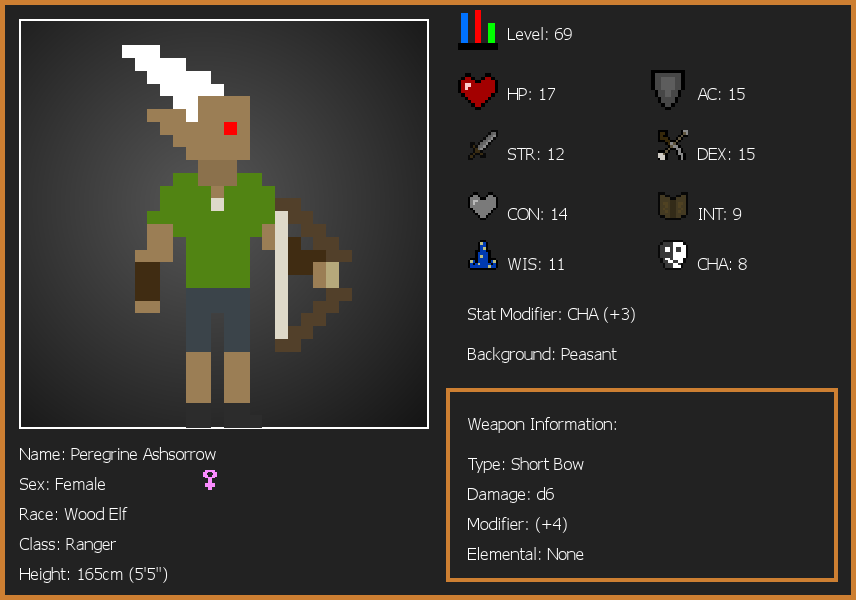 Level: 69
HP: 17
AC: 15
STR: 12
DEX: 15
CON: 14
INT: 9
WIS: 11
CHA: 8
Stat Modifier: CHA (+3)
Background: Peasant
Weapon Information:
Type: Short Bow
Damage: d6
Modifier: (+4)
Elemental: None
Name: Peregrine Ashsorrow
Sex: Female
Race: Wood Elf
Class: Ranger
Height: 165cm (5'5")